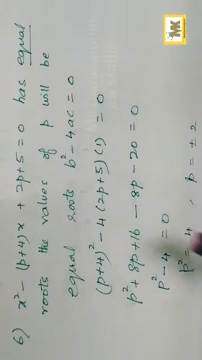 6) x² - (p+4)x + 2p+5 = 0 has equal
roots the values of p will be
equal roots b² - 4ac = 0
(p+4)² - 4(2p+5)(1) = 0
p² + 8p + 16 - 8p - 20 = 0
p² - 4 = 0
p² = 4 , p = ± 2
MK